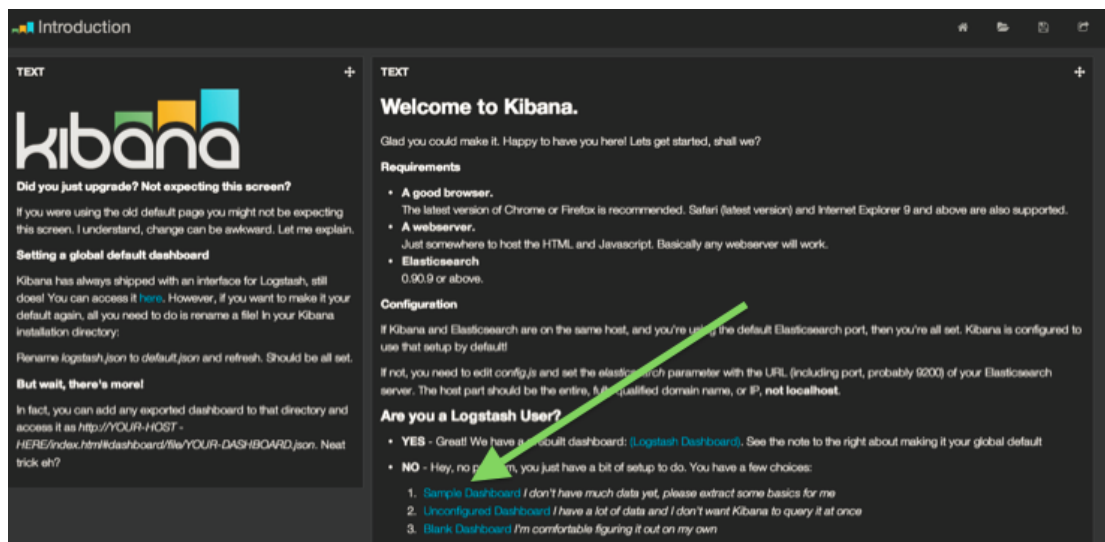 Introduction
TEXT
kibana
Did you just upgrade? Not expecting this screen?
If you were using the old default page you might not be expecting
this screen. I understand, change can be awkward. Let me explain.
Setting a global default dashboard
Kibana has always shipped with an interface for Logstash, still
does! You can access it here. However, if you want to make it your
default again, all you need to do is rename a file! In your Kibana
installation directory:
Rename logstash.json to default.json and refresh. Should be all set.
But wait, there's more!
In fact, you can add any exported dashboard to that directory and
access it as http://YOUR-HOST -
HERE/index.html#dashboard/file/YOUR-DASHBOARD.json. Neat
trick eh?
TEXT
Welcome to Kibana.
Glad you could make it. Happy to have you here! Lets get started, shall we?
Requirements
• A good browser.
The latest version of Chrome or Firefox is recommended. Safari (latest version) and Internet Explorer 9 and above are also supported.
• A webserver.
Just somewhere to host the HTML and Javascript. Basically any webserver will work.
• Elasticsearch
0.90.9 or above.
Configuration
If Kibana and Elasticsearch are on the same host, and you're using the default Elasticsearch port, then you're all set. Kibana is configured to
use that setup by default!
If not, you need to edit config.js and set the elasticsearch parameter with the URL (including port, probably 9200) of your Elasticsearch
server. The host part should be the entire, fully qualified domain name, or IP, not localhost.
Are you a Logstash User?
• YES - Great! We have a prebuilt dashboard: (Logstash Dashboard). See the note to the right about making it your global default
• NO - Hey, no problem, you just have a bit of setup to do. You have a few choices:
1. Sample Dashboard I don't have much data yet, please extract some basics for me
2. Unconfigured Dashboard I have a lot of data and I don't want Kibana to query it at once
3. Blank Dashboard I'm comfortable figuring it out on my own